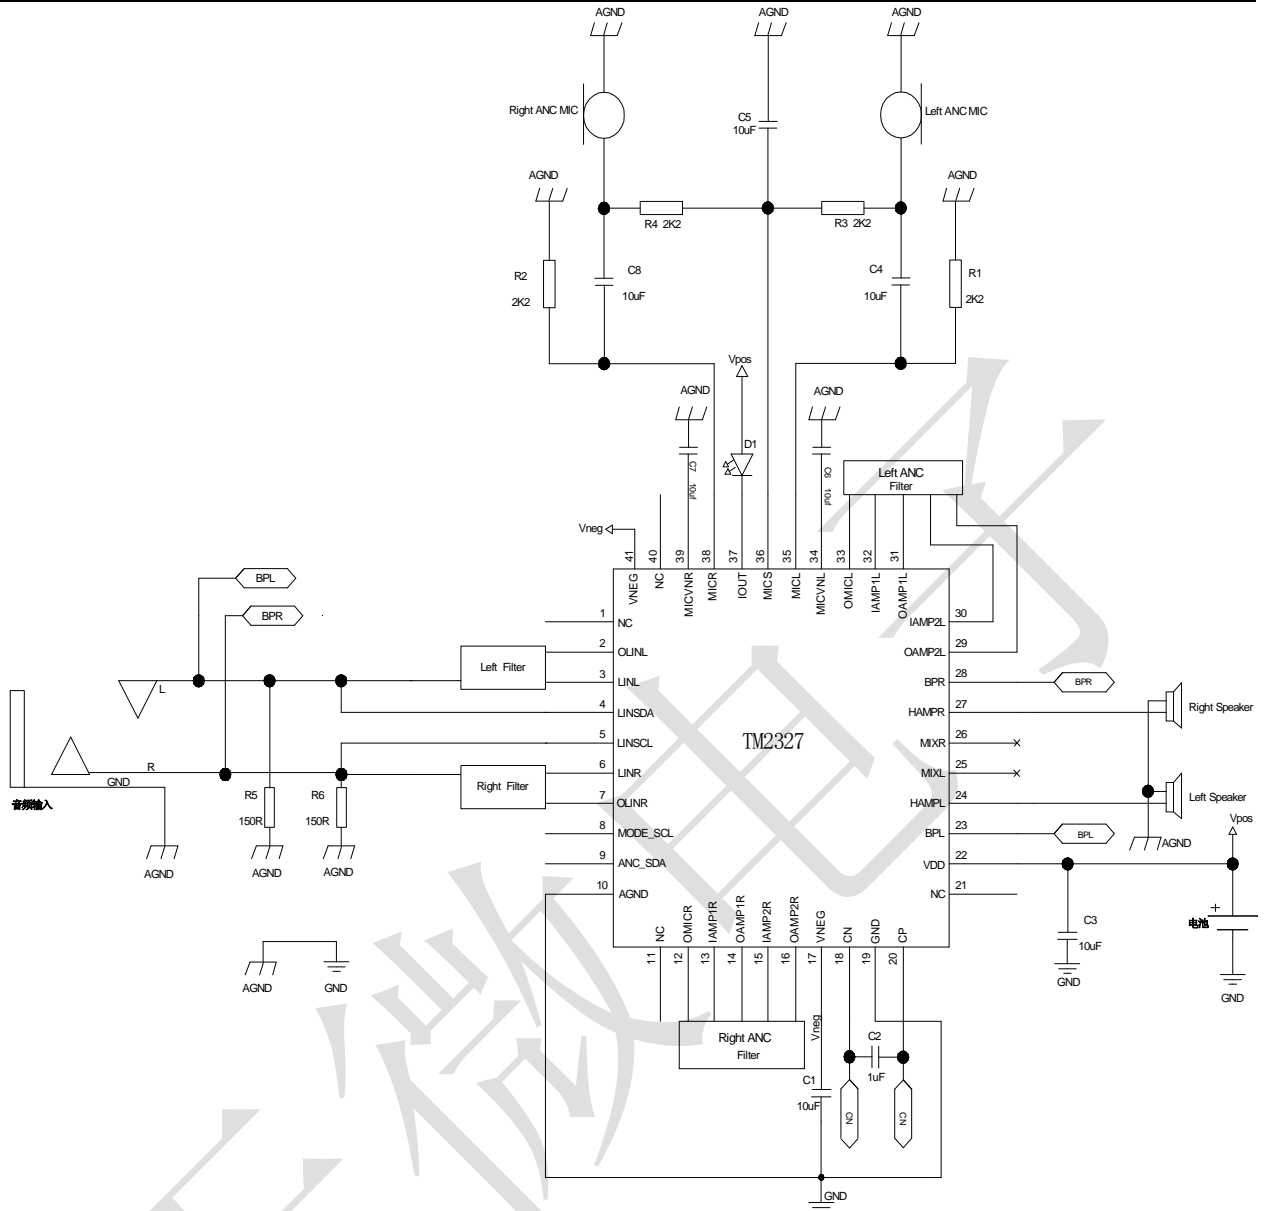 AGND
AGND
AGND
Right ANC MIC
C5
10uF
Left ANC MIC
AGND
AGND
R4 2K2
R3 2K2
R2
2K2
C8
10uF
C4
10uF
R1
2K2
Vpos
AGND
AGND
D1
C7 10uf
C6 10uf
Left ANC
Filter
Vneg
41
40
39
38
37
36
35
34
33
32
31
VNEG
NC
MICVNR
MICR
IOUT
MICS
MICL
MICVNL
OMICL
IAMP1L
OAMP1L
BPL
BPR
1 NC
2 OLINL
3 LINL
4 LINSDA
5 LINSCL
6 LINR
7 OLINR
8 MODE_SCL
9 ANC_SDA
10 AGND
Left Filter
Right Filter
L
R
GND
音频输入
R5
150R
R6
150R
AGND
AGND
AGND
AGND
GND
TM2327
IAMP2L 30
OAMP2L 29
BPR 28
HAMPR 27
MIXR 26
MIXL 25
HAMPL 24
BPL 23
VDD 22
NC 21
BPR
Right Speaker
Left Speaker
BPL
AGND
Vpos
C3
10uF
GND
+
电池
GND
NC
OMICR
IAMP1R
OAMP1R
IAMP2R
OAMP2R
VNEG
CN
GND
CP
11
12
13
14
15
16
17
18
19
20
Right ANC
Filter
Vneg
C2
1uF
C1
10uF
CN
CN
GND
微电子